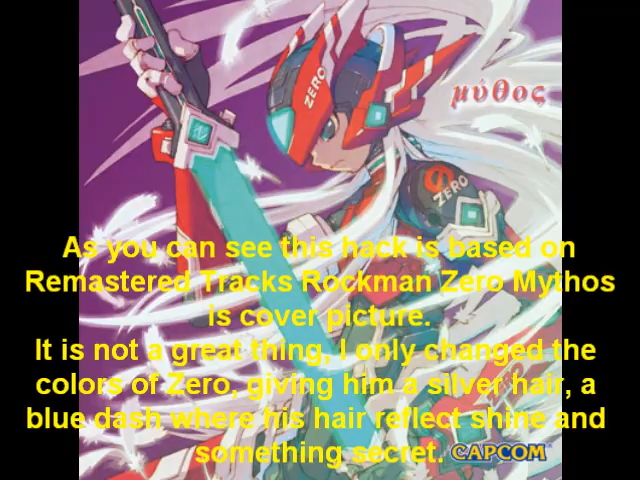 ZERO
μύθος
ZERO
As you can see this hack is based on
Remastered Tracks Rockman Zero Mythos
is cover picture.
It is not a great thing, I only changed the
colors of Zero, giving him a silver hair, a
blue dash where his hair reflect shine and
something secret.
CAPCOM